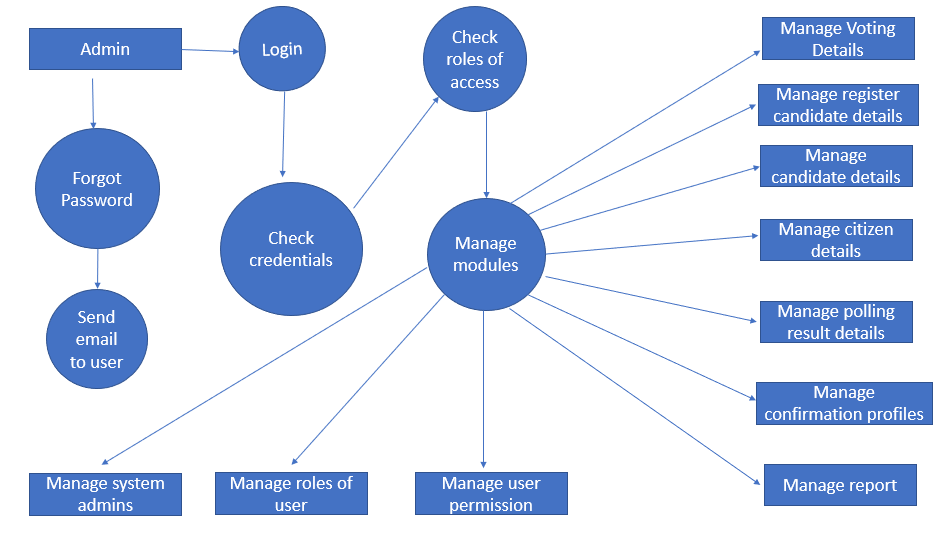 Admin
Login
Check
roles of
access
Manage Voting
Details
Manage register
candidate details
Manage
candidate details
Forgot
Password
Check
credentials
Manage
modules
Manage citizen
details
Send
email
to user
Manage polling
result details
Manage
confirmation profiles
Manage system
admins
Manage roles of
user
Manage user
permission
Manage report